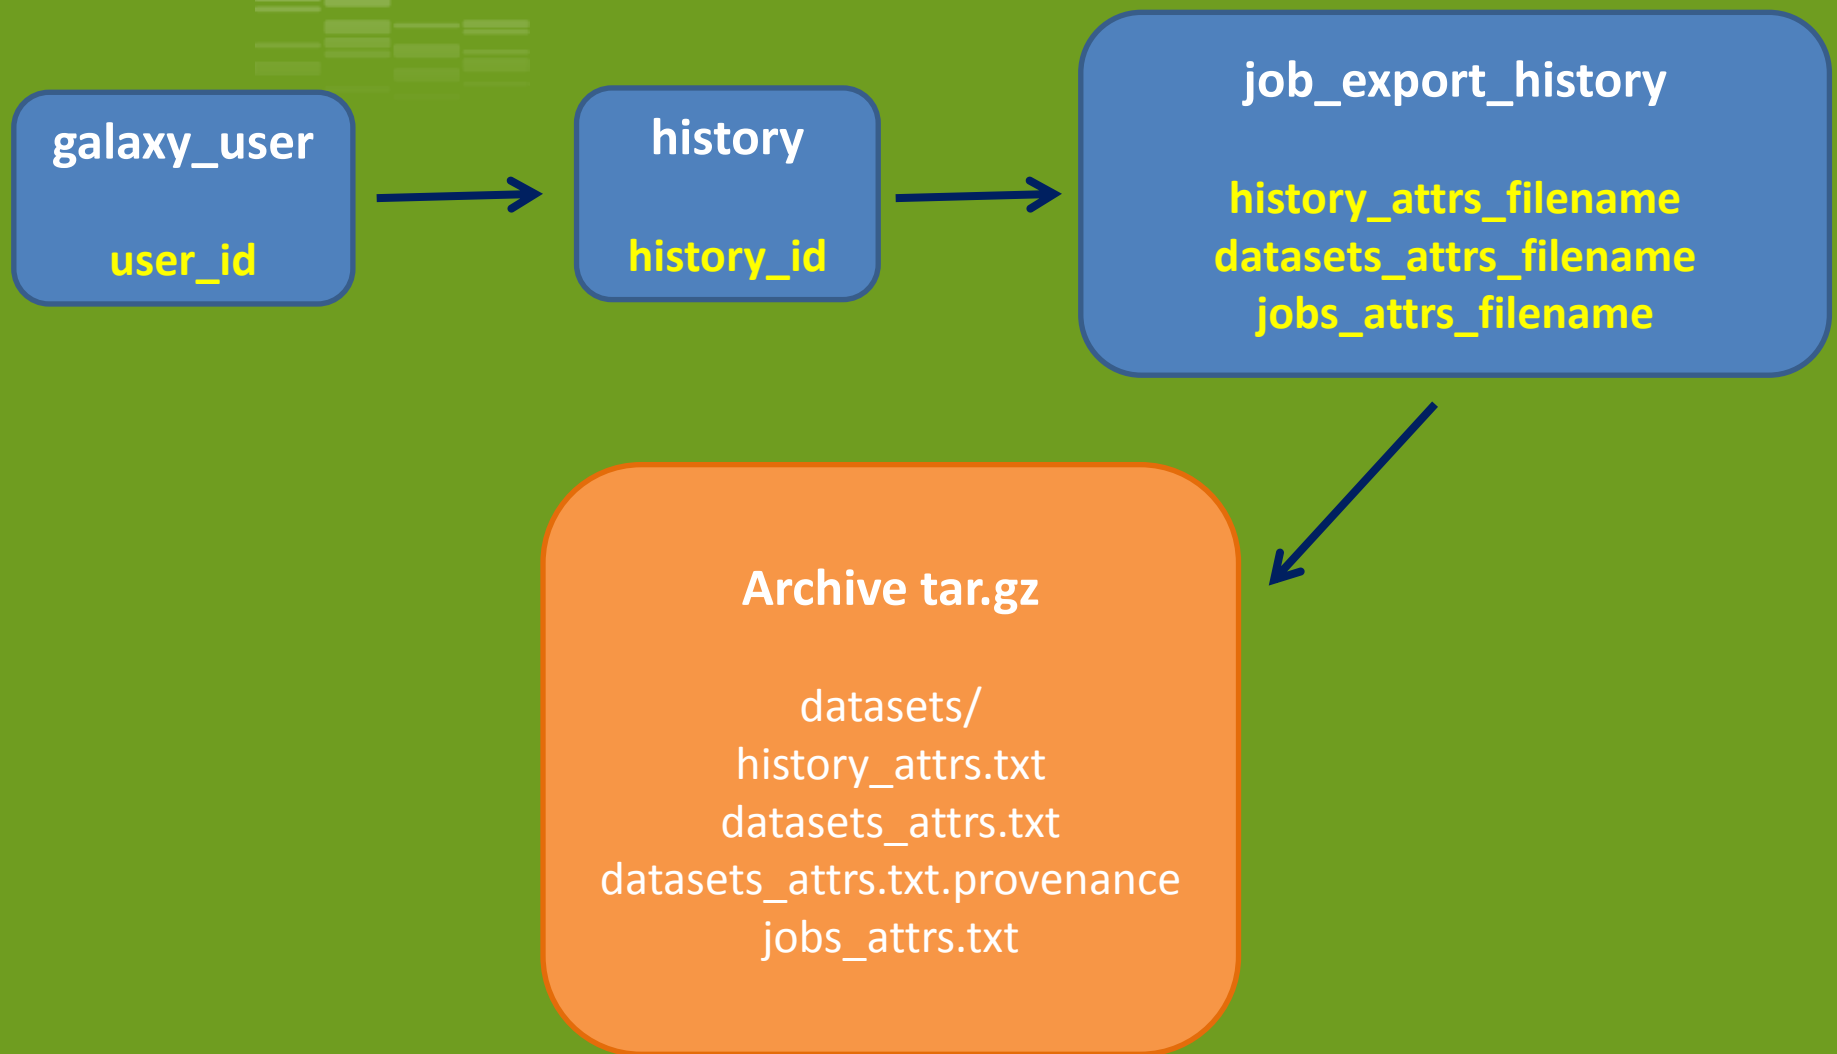 galaxy_user
user_id
history
history_id
job_export_history
history_attrs_filename
datasets_attrs_filename
jobs_attrs_filename
Archive tar.gz
datasets/
history_attrs.txt
datasets_attrs.txt
datasets_attrs.txt.provenance
jobs_attrs.txt